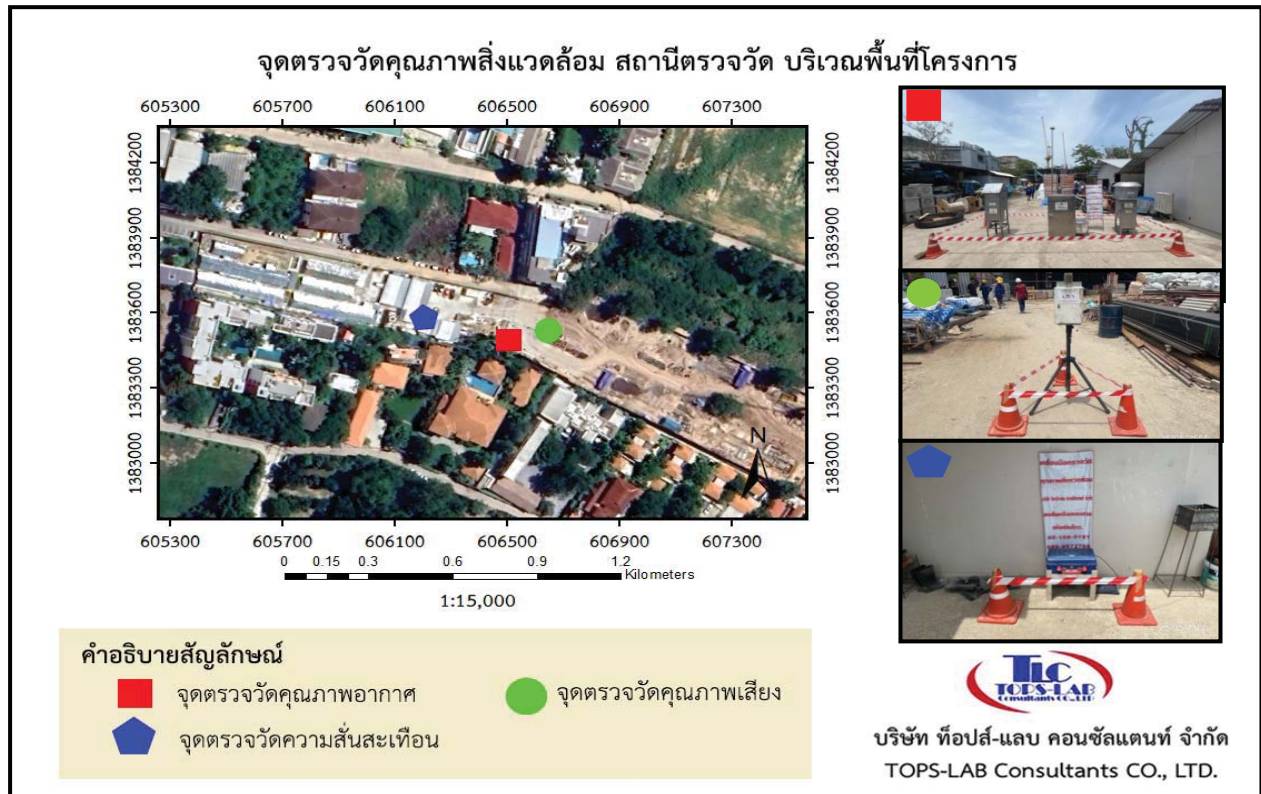 จุดตรวจวัดคุณภาพสิ่งแวดล้อม สถานีตรวจวัด บริเวณพื้นที่โครงการ
605300 605700 606100 606500 606900 607300
1384200 1384200
1383900 1383900
1383600 1383600
1383300 1383300
1383000 1383000
N
605300 605700 606100 606500 606900 607300
0 0.15 0.3 0.6 0.9 1.2
Kilometers
1:15,000
คำอธิบายสัญลักษณ์
จุดตรวจวัดคุณภาพอากาศ
จุดตรวจวัดคุณภาพเสียง
จุดตรวจวัดความสั่นสะเทือน
TLC
TOPS-LAB
Consultants CO.,LTD
บริษัท ท็อปส์-แลบ คอนซัลแตนท์ จำกัด
TOPS-LAB Consultants CO., LTD.